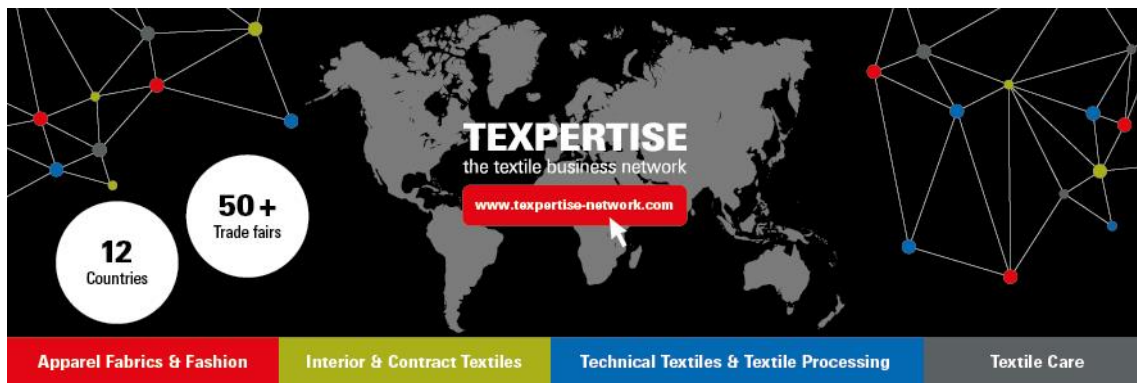 TEXPERTISE
the textile business network
www.texpertise-network.com
50+
Trade fairs
12
Countries
Apparel Fabrics & Fashion
Interior & Contract Textiles
Technical Textiles & Textile Processing
Textile Care